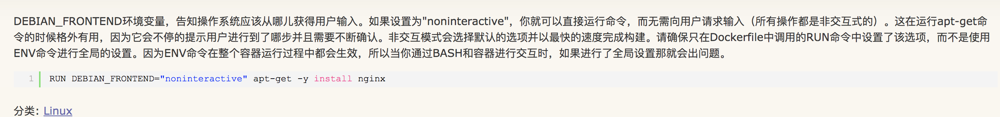 DEBIAN_FRONTEND环境变量，告知操作系统应该从哪儿获得用户输入。如果设置为"noninteractive"，你就可以直接运行命令，而无需向用户请求输入（所有操作都是非交互式的）。这在运行apt-get命
令的时候格外有用，因为它会不停的提示用户进行到了哪步并且需要不断确认。非交互模式会选择默认的选项并以最快的速度完成构建。请确保只在Dockerfile中调用的RUN命令中设置了该选项，而不是使用
ENV命令进行全局的设置。因为ENV命令在整个容器运行过程中都会生效，所以当你通过BASH和容器进行交互时，如果进行了全局设置那就会出问题。
1 RUN DEBIAN_FRONTEND="noninteractive" apt-get -y install nginx
分类: Linux